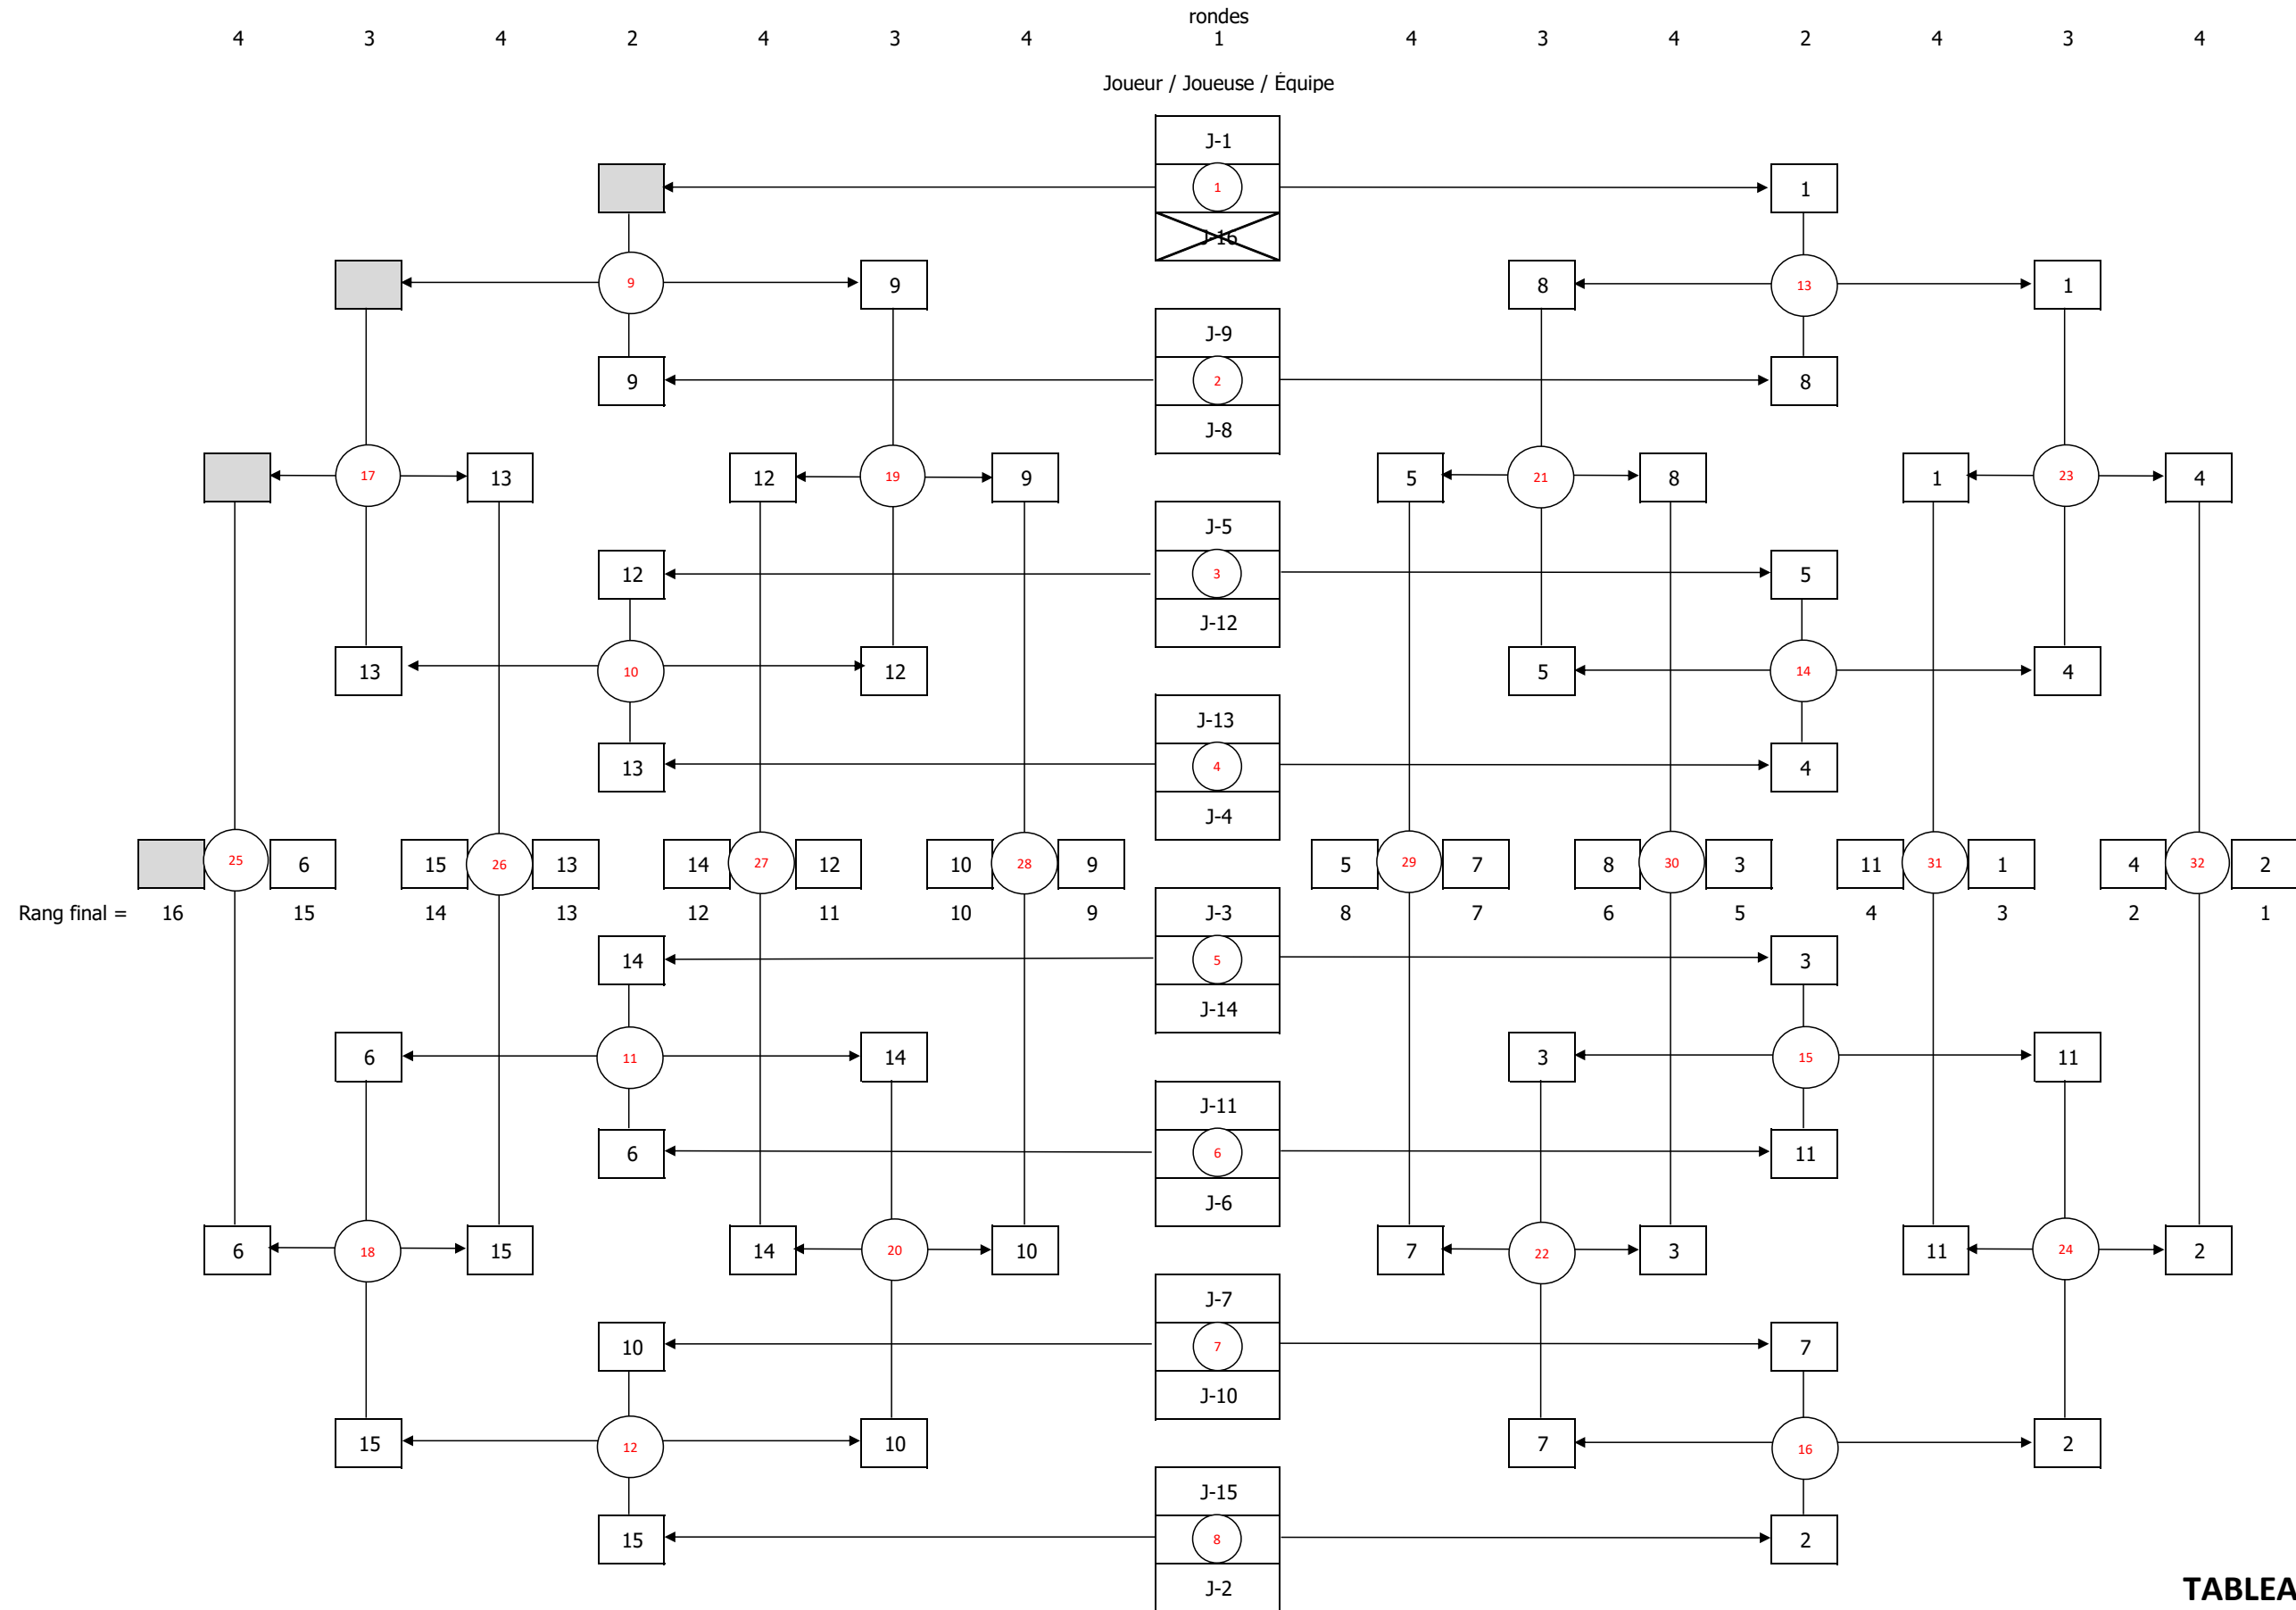 rondes
4 3 4 2 4 3 4 1 4 3 4 2 4 3 4
Joueur / Joueuse / Équipe
J-1
1 1
J-16
9 9 8 13 1
J-9
9 2 8
J-8
17 13 12 19 9 5 21 8 1 23 4
J-5
12 3 5
J-12
13 10 12 5 14 4
J-13
13 4 4
J-4
25 6 15 26 13 14 27 12 10 28 9 5 29 7 8 30 3 11 31 1 4 32 2
Rang final = 16 15 14 13 12 11 10 9 J-3 8 7 6 5 4 3 2 1
14 5 3
J-14
6 11 14 3 15 11
J-11
6 6 11
J-6
6 18 15 14 20 10 7 22 3 11 24 2
J-7
10 7 7
J-10
15 12 10 7 16 2
J-15
15 8 2
J-2
TABLEA